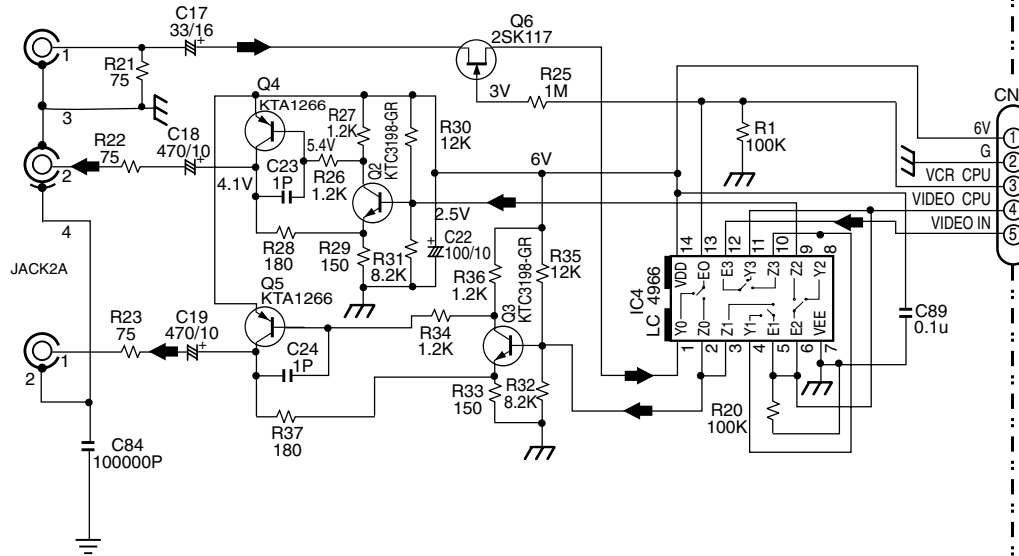 C17
33/16
Q6
2SK117
1
R21
75
3
Q4
KTA1266
R27
1.2K
KTC3198-GR
R30
12K
3V
R25
1M
R1
100K
CN
6V
1
G
2
VCR CPU
3
VIDEO CPU
4
VIDEO IN
5
R22
75
C18
470/10
2
4.1V
C23
1P
5.4V
R26
1.2K
Q2
6V
2.5V
4
R28
180
R29
150
R31
8.2K
C22
100/10
R36
1.2K
KTC3198-GR
R35
12K
JACK2A
14
13
12
11
10
9
8
VDD
EO
E3
Y3
Z3
Z2
Y2
IC4
LC 4966
Y0
Z0
Z1
Y1
E1
E2
VEE
1
2
3
4
5
6
7
C89
0.1u
Q5
KTA1266
R23
75
C19
470/10
1
2
C24
1P
R34
1.2K
Q3
R33
150
R32
8.2K
R20
100K
R37
180
C84
100000P